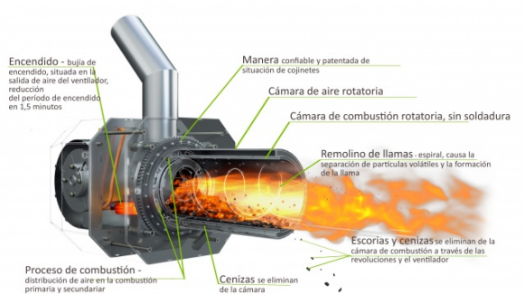 Encendido - bujía de
encendido, situada en la
salida de aire del ventilador,
reducción
del período de encendido
en 1,5 minutos
Manera confiable y patentada de
situación de cojinetes
Cámara de aire rotatoria
Cámara de combustión rotatoria, sin soldadura
Remolino de llamas - espiral, causa la
separación de partículas volátiles y la formación
de la llama
Escorias y cenizas se eliminan de la
cámara de combustión a través de las
revoluciones y el ventilador
Proceso de combustión -
distribución de aire en la combustión
primaria y secundariar
Cenizas se eliminan
de la cámara